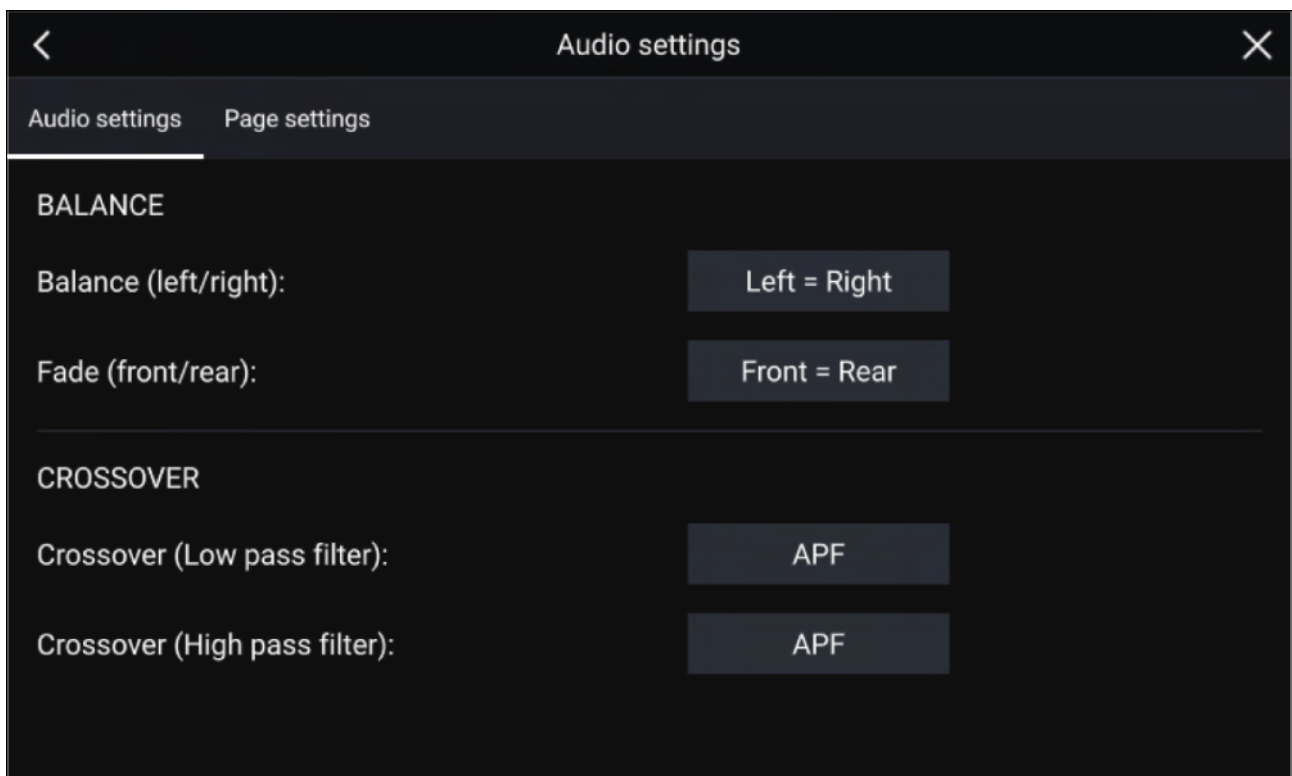 Audio settings
Audio settings Page settings
BALANCE
Balance (left/right): Left = Right
Fade (front/rear): Front = Rear
CROSSOVER
Crossover (Low pass filter): APF
Crossover (High pass filter): APF